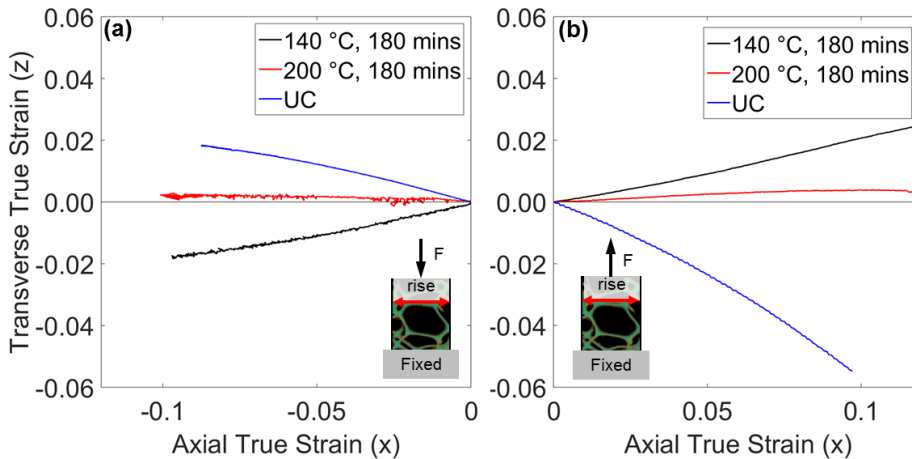 (a)
140 °C, 180 mins
200 °C, 180 mins
UC
(b)
140 °C, 180 mins
200 °C, 180 mins
UC
Transverse True Strain (z)
0.06
0.04
0.02
0.00
-0.02
-0.04
-0.06
0.06
0.04
0.02
0.00
-0.02
-0.04
-0.06
F
rise
Fixed
F
rise
Fixed
-0.1
-0.05
0
0
0.05
0.1
Axial True Strain (x)
Axial True Strain (x)